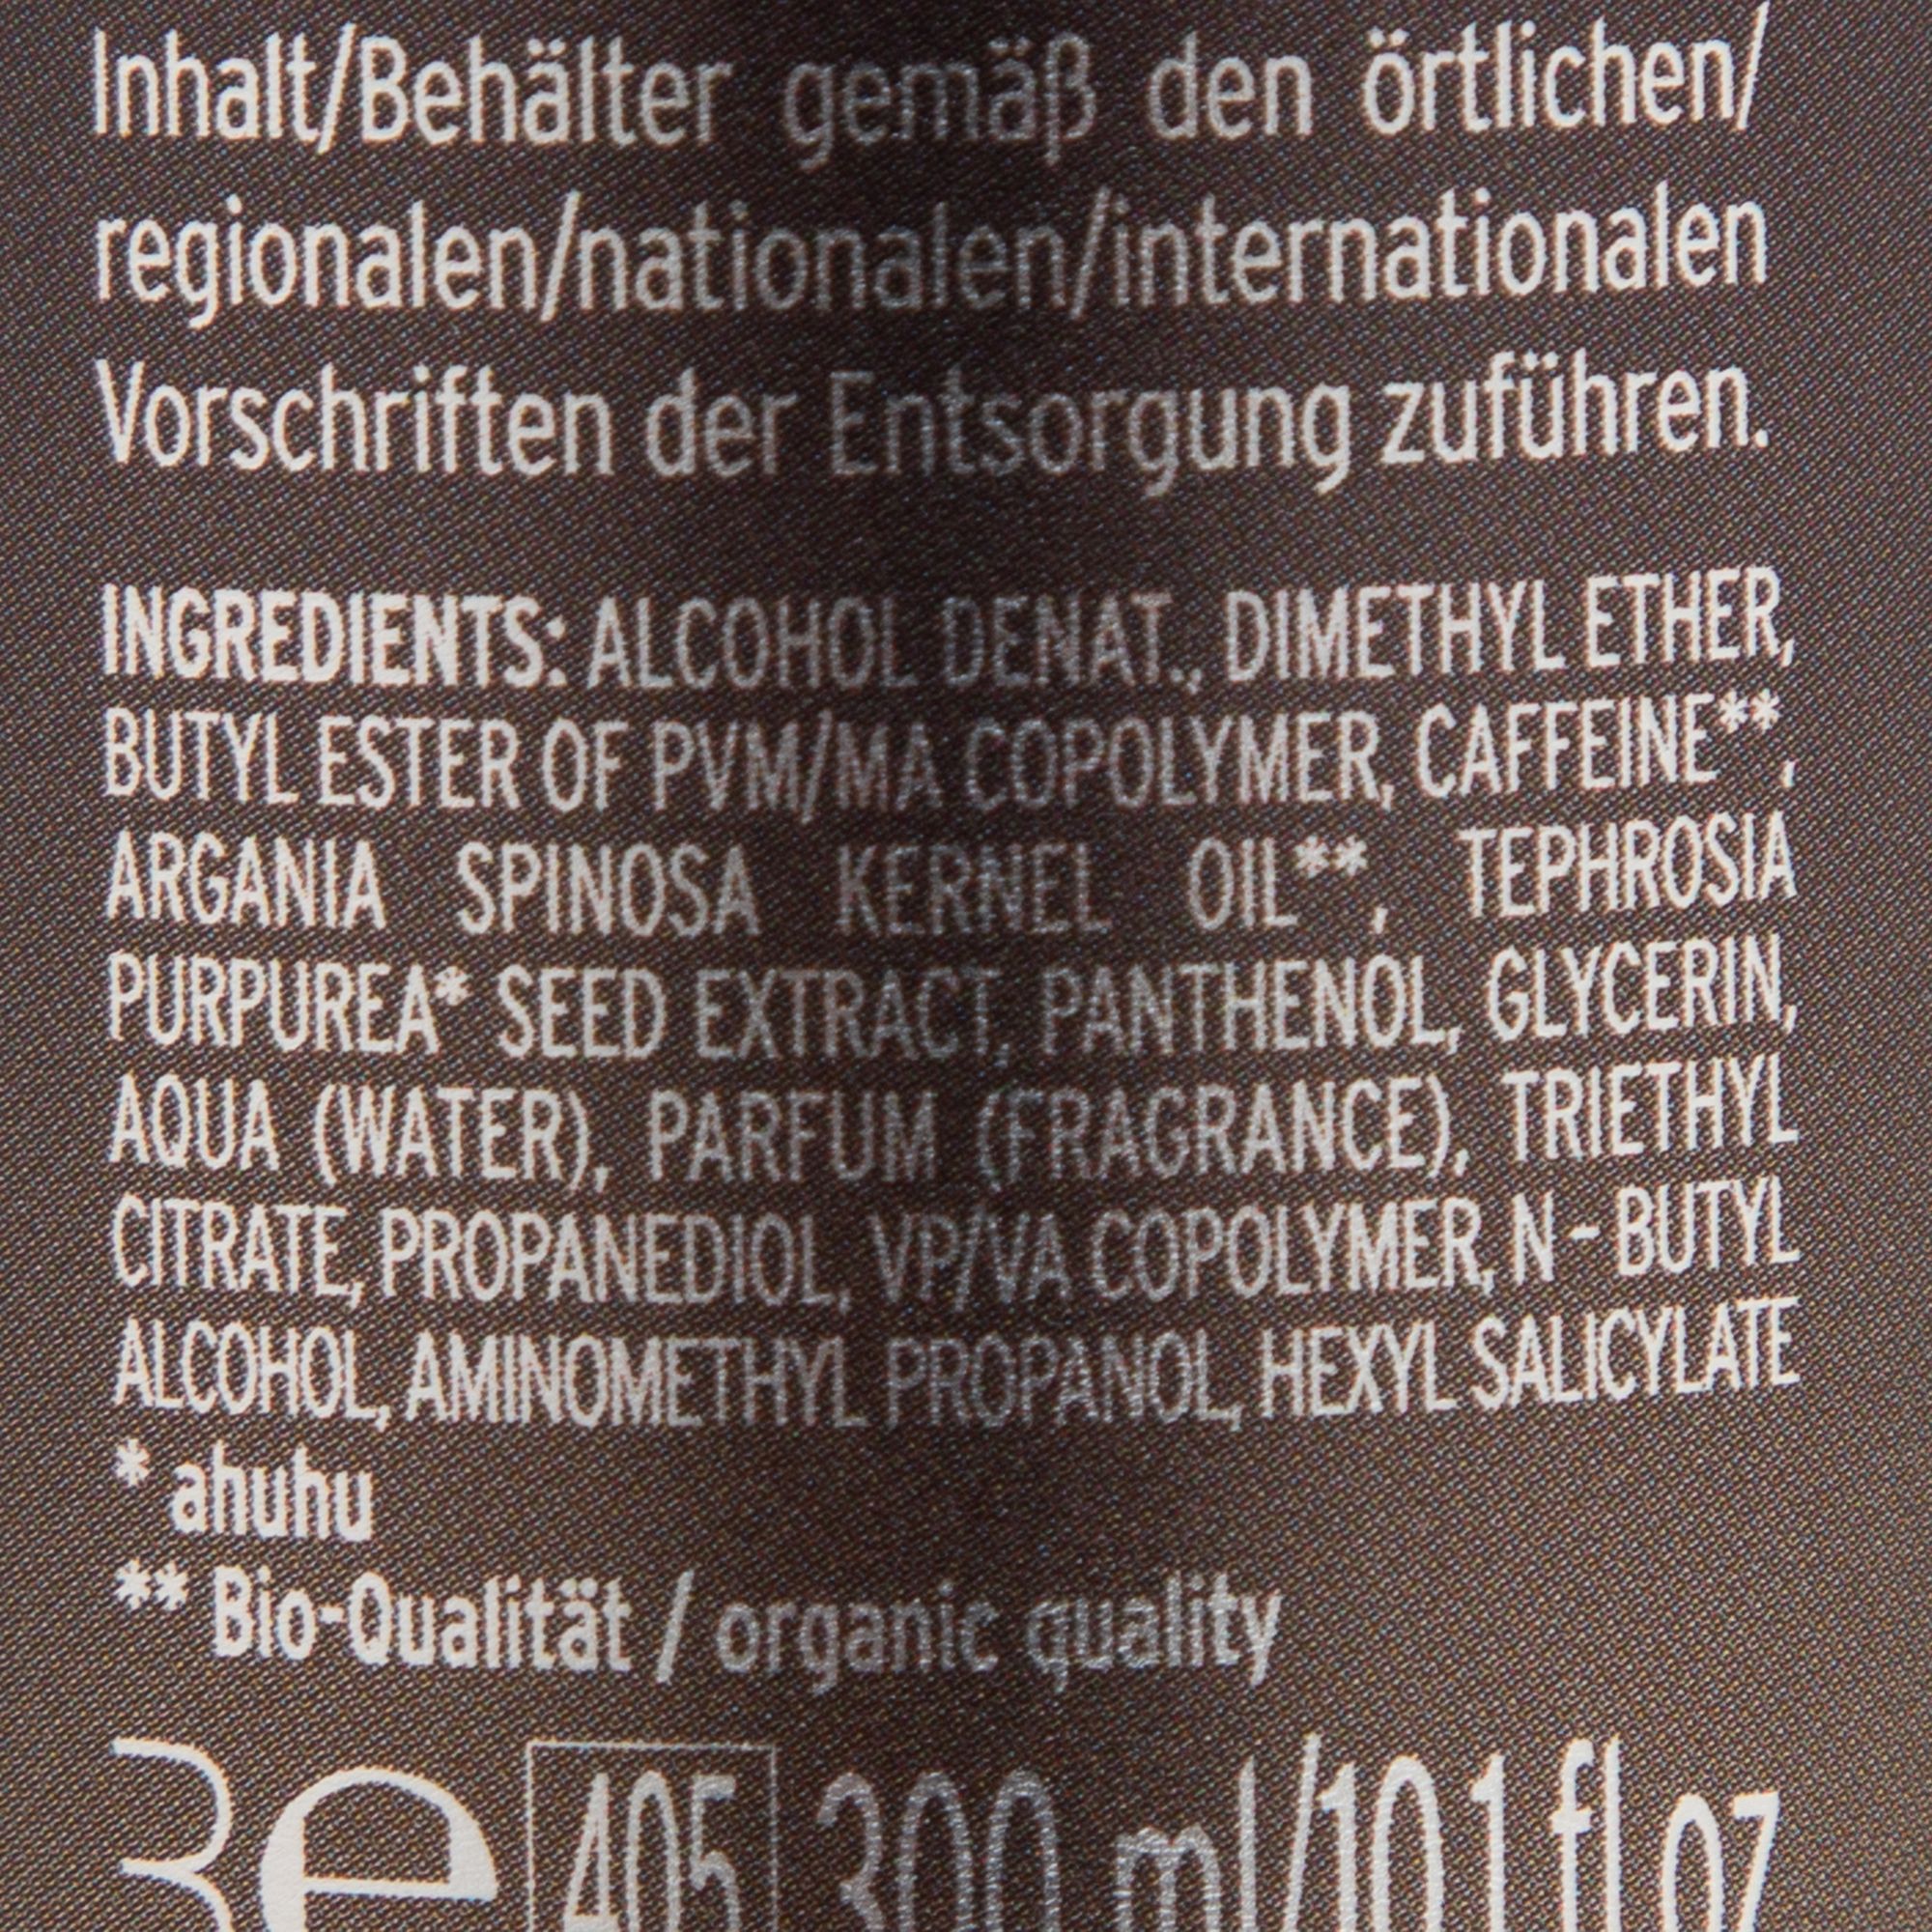 Inhalt/Behälter gemäß den örtlichen/
regionalen/nationalen/internationalen
Vorschriften der Entsorgung zuführen.
INGREDIENTS: ALCOHOL DENAT., DIMETHYL ETHER,
BUTYL ESTER OF PVM/MA COPOLYMER, CAFFEINE**,
ARGANIA SPINOSA KERNEL OIL**, TEPHROSIA
PURPUREA* SEED EXTRACT, PANTHENOL, GLYCERIN,
AQUA (WATER), PARFUM (FRAGRANCE), TRIETHYL
CITRATE, PROPANEDIOL, VP/VA COPOLYMER, N-BUTYL
ALCOHOL, AMINOMETHYL PROPANOL, HEXYL SALICYLATE
* ahuhu
** Bio-Qualität / organic quality
3e 405 300 ml/10.1 fl oz